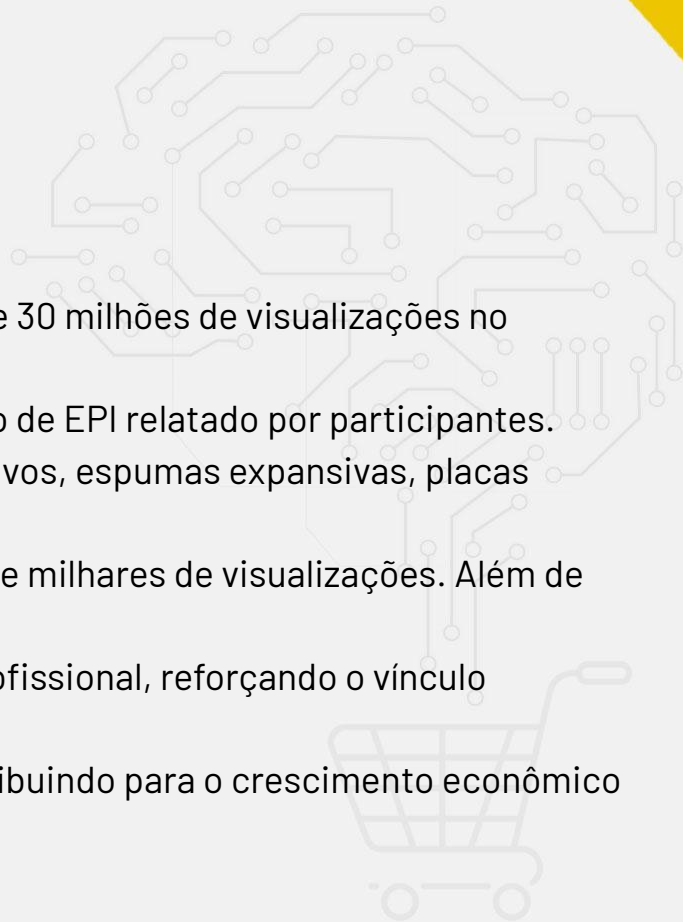 30 milhões de visualizações no
de EPI relatado por participantes.
vos, espumas expansivas, placas
e milhares de visualizações. Além de
ofissional, reforçando o vínculo
ibuindo para o crescimento econômico